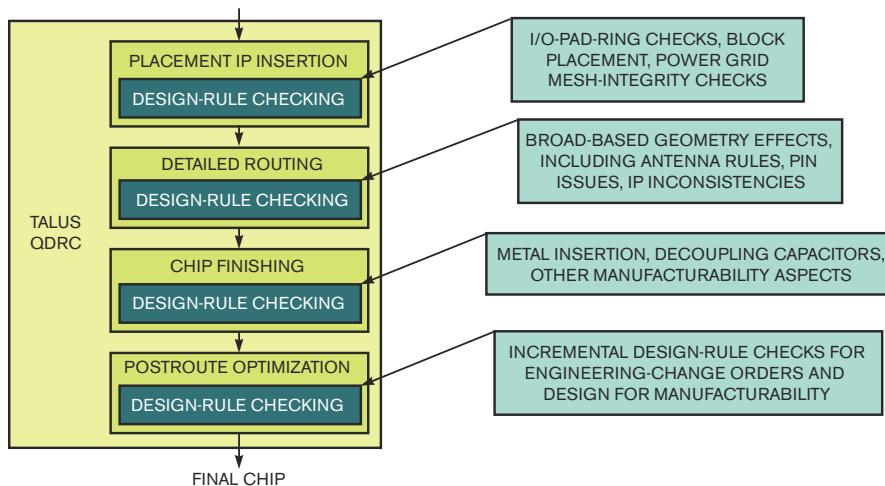 PLACEMENT IP INSERTION
DESIGN-RULE CHECKING
I/O-PAD-RING CHECKS, BLOCK
PLACEMENT, POWER GRID
MESH-INTEGRITY CHECKS
DETAILED ROUTING
DESIGN-RULE CHECKING
BROAD-BASED GEOMETRY EFFECTS,
INCLUDING ANTENNA RULES, PIN
ISSUES, IP INCONSISTENCIES
TALUS
QDRC
CHIP FINISHING
DESIGN-RULE CHECKING
METAL INSERTION, DECOUPLING CAPACITORS,
OTHER MANUFACTURABILITY ASPECTS
POSTROUTE OPTIMIZATION
DESIGN-RULE CHECKING
INCREMENTAL DESIGN-RULE CHECKS FOR
ENGINEERING-CHANGE ORDERS AND
DESIGN FOR MANUFACTURABILITY
FINAL CHIP